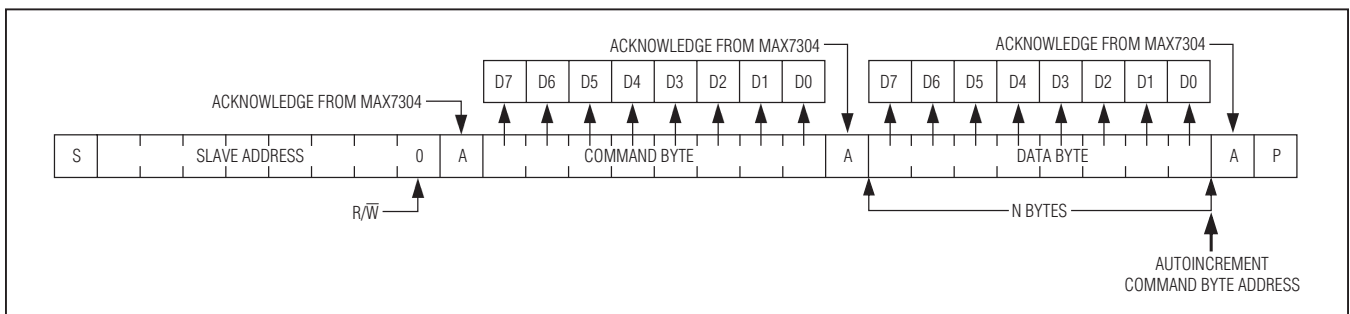 ACKNOWLEDGE FROM MAX7304
ACKNOWLEDGE FROM MAX7304
D7 D6 D5 D4 D3 D2 D1 D0
D7 D6 D5 D4 D3 D2 D1 D0
ACKNOWLEDGE FROM MAX7304
S SLAVE ADDRESS 0 A COMMAND BYTE A DATA BYTE A P
R/W̅
N BYTES
AUTOINCREMENT
COMMAND BYTE ADDRESS